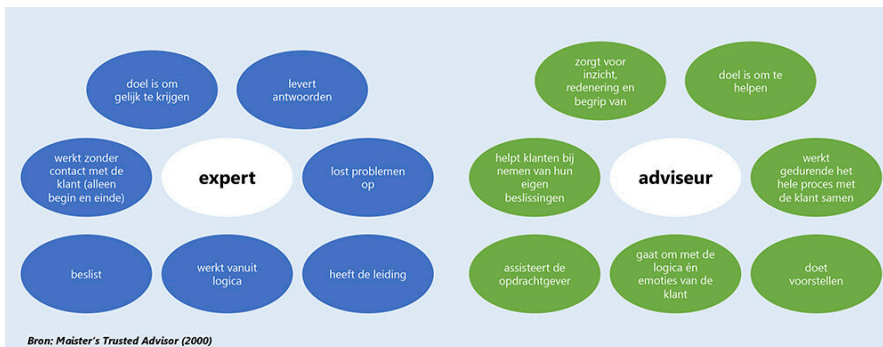 doel is om
gelijk te krijgen
levert
antwoorden
werkt zonder
contact met de
klant (alleen
begin en einde)
expert
lost problemen
op
beslist
werkt vanuit
logica
heeft de leiding
zorgt voor
inzicht,
redenering en
begrip van
doel is om te
helpen
helpt klanten bij
nemen van hun
eigen
beslissingen
adviseur
werkt
gedurende het
hele proces met
de klant samen
assisteert de
opdrachtgever
gaat om met de
logica én
emoties van de
klant
doet
voorstellen
Bron: Maister's Trusted Advisor (2000)